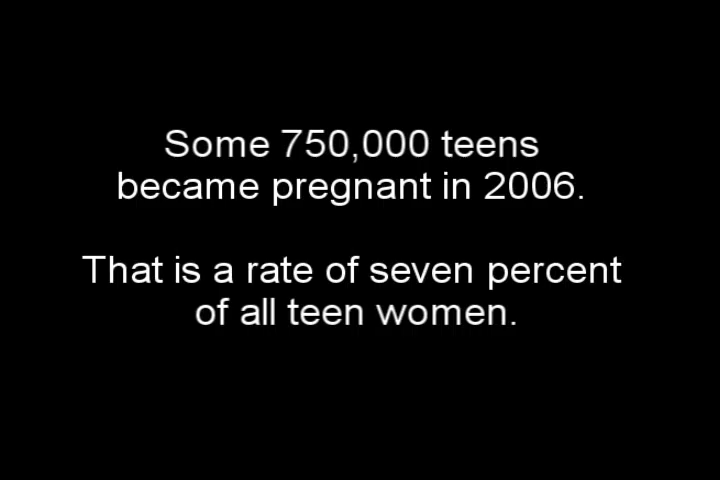 Some 750,000 teens
became pregnant in 2006.
That is a rate of seven percent
of all teen women.